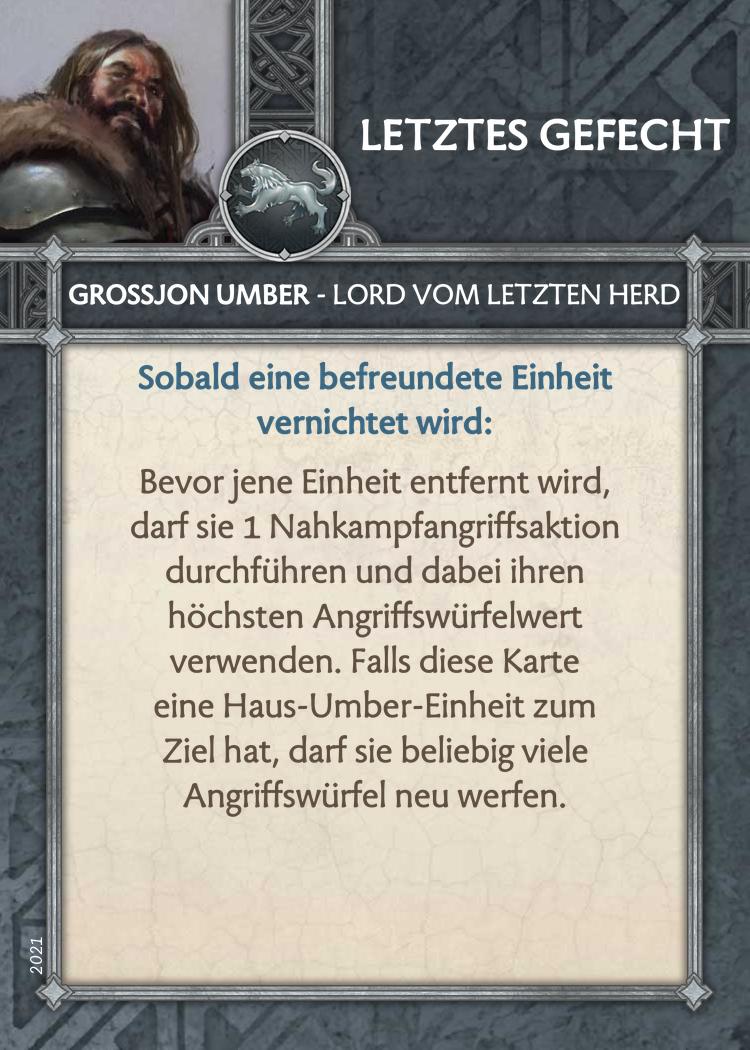 LETZTES GEFECHT
GROSSJON UMBER - LORD VOM LETZTEN HERD
Sobald eine befreundete Einheit
vernichtet wird:
Bevor jene Einheit entfernt wird,
darf sie 1 Nahkampfangriffsaktion
durchführen und dabei ihren
höchsten Angriffswürfelwert
verwenden. Falls diese Karte
eine Haus-Umber-Einheit zum
Ziel hat, darf sie beliebig viele
Angriffswürfel neu werfen.
2021